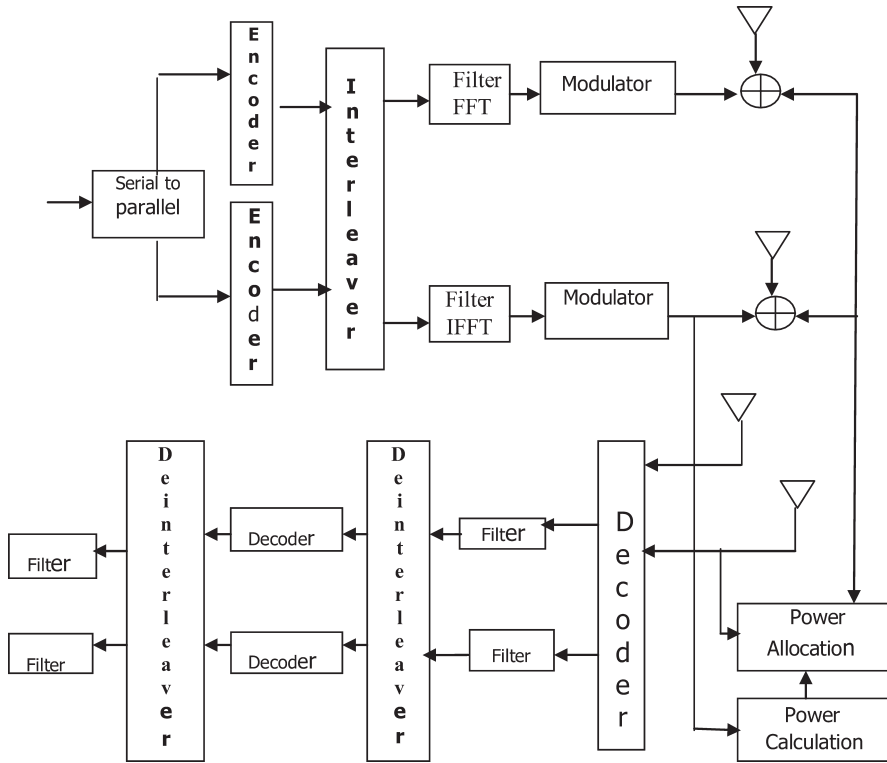 Encoder
Interleaver
Filter
FFT
Modulator
Serial to
parallel
Encoder
Filter
IFFT
Modulator
Deinterleaver
Deinterleaver
Decoder
Decoder
Filter
Filter
Decoder
Filter
Filter
Power
Allocation
Power
Calculation